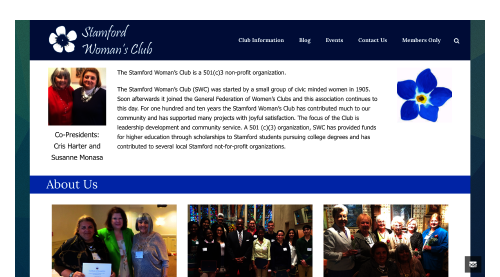 Stamford
Woman's Club
Club Information Blog Events Contact Us Members Only
The Stamford Woman's Club is a 501(c)3 non-profit organization.
The Stamford Woman's Club (SWC) was started by a small group of civic minded women in 1905.
Soon afterwards it joined the General Federation of Women's Clubs and this association continues to
this day. For one hundred and ten years the Stamford Woman's Club has contributed much to our
community and has supported many projects with joyful satisfaction. The focus of the Club is
leadership development and community service. A 501 (c)(3) organization, SWC has provided funds
for higher education through scholarships to Stamford students pursuing college degrees and has
contributed to several local Stamford not-for-profit organizations.
Co-Presidents:
Cris Harter and
Susanne Monasa
About Us